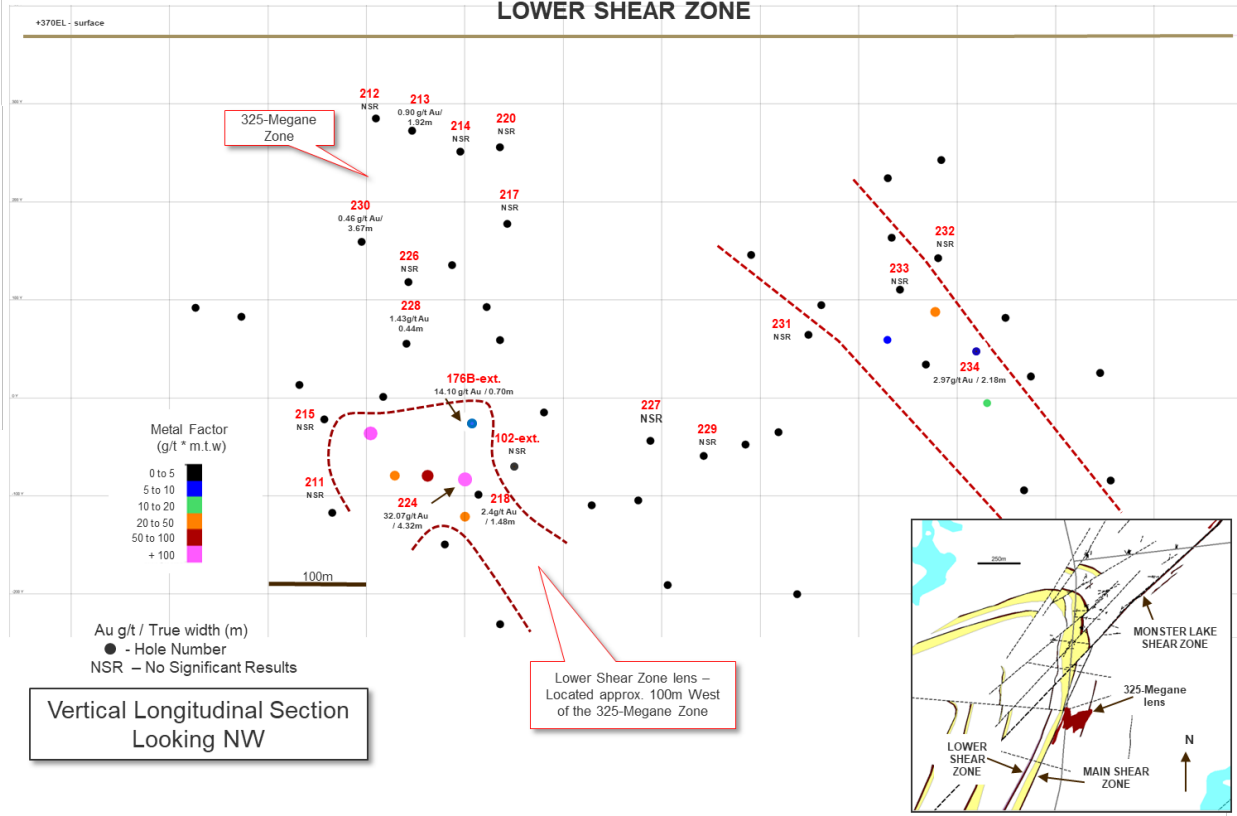 LOWER SHEAR ZONE
+370EL - surface
212
NSR
213
0.90 g/t Au/
1.92m
214
NSR
220
NSR
325-Megane
Zone
217
NSR
230
0.46 g/t Au/
3.67m
226
NSR
228
1.43g/t Au
0.44m
232
NSR
233
NSR
231
NSR
234
2.97g/t Au / 2.18m
176B-ext.
14.10 g/t Au / 0.70m
215
NSR
102-ext.
NSR
227
NSR
229
NSR
211
NSR
224
32.07g/t Au
/ 4.32m
218
2.4g/t Au
/ 1.48m
Metal Factor
(g/t * m.t.w)
0 to 5
5 to 10
10 to 20
20 to 50
50 to 100
+ 100
100m
Au g/t / True width (m)
- Hole Number
NSR – No Significant Results
Vertical Longitudinal Section
Looking NW
Lower Shear Zone lens –
Located approx. 100m West
of the 325-Megane Zone
250m
MONSTER LAKE
SHEAR ZONE
325-Megane
lens
LOWER
SHEAR
ZONE
MAIN SHEAR
ZONE
N